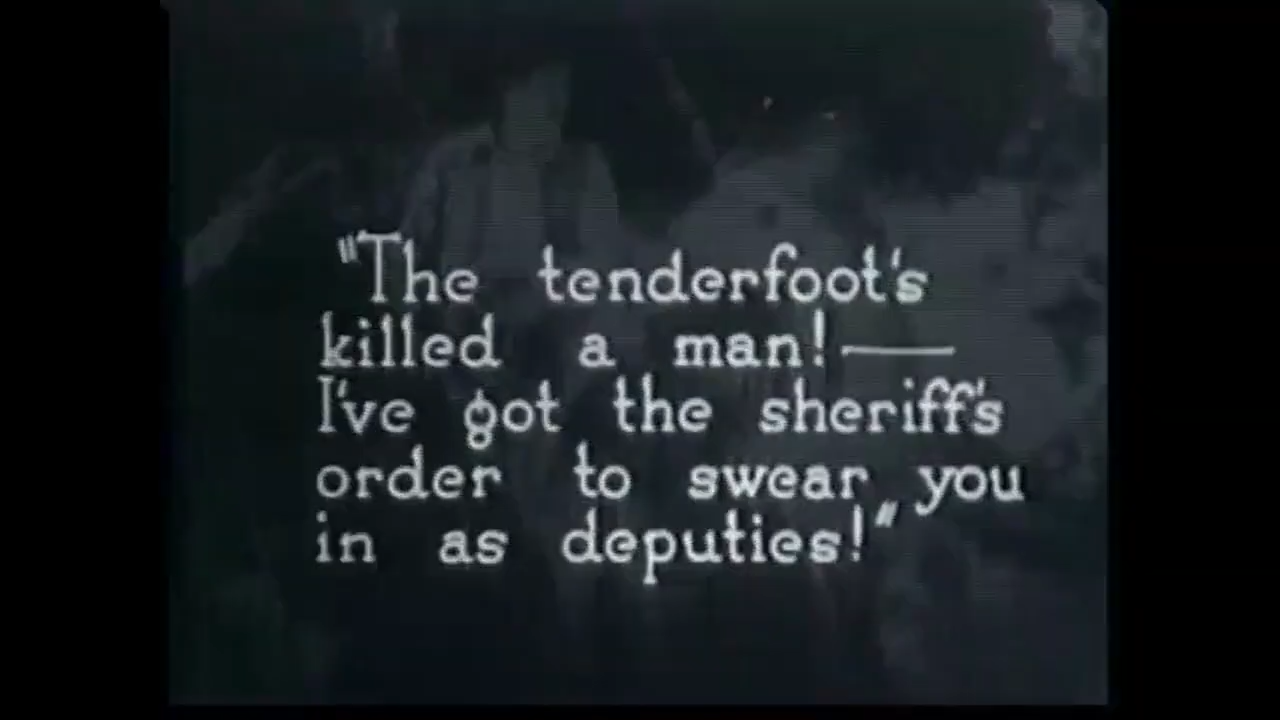 "The tenderfoot's
killed a man!——
I've got the sheriff's
order to swear you
in as deputies!"